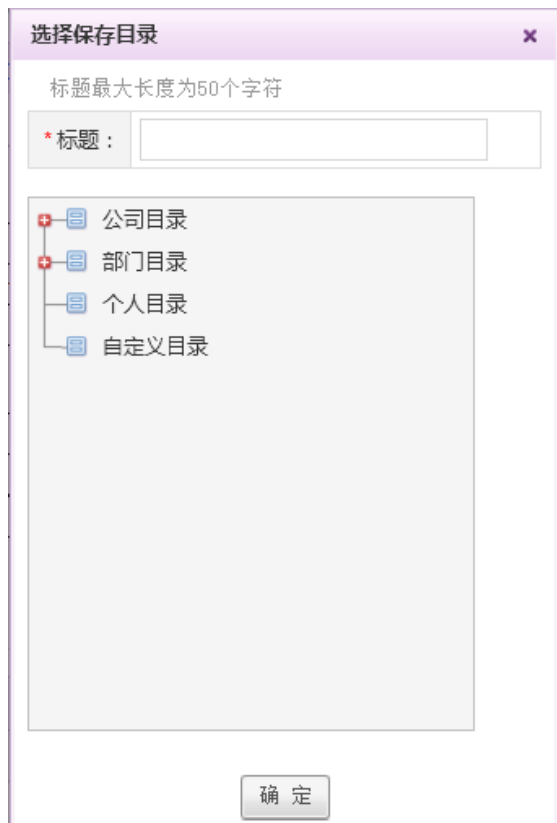 选择保存目录
标题最大长度为50个字符
*标题：
公司目录
部门目录
个人目录
自定义目录
确 定